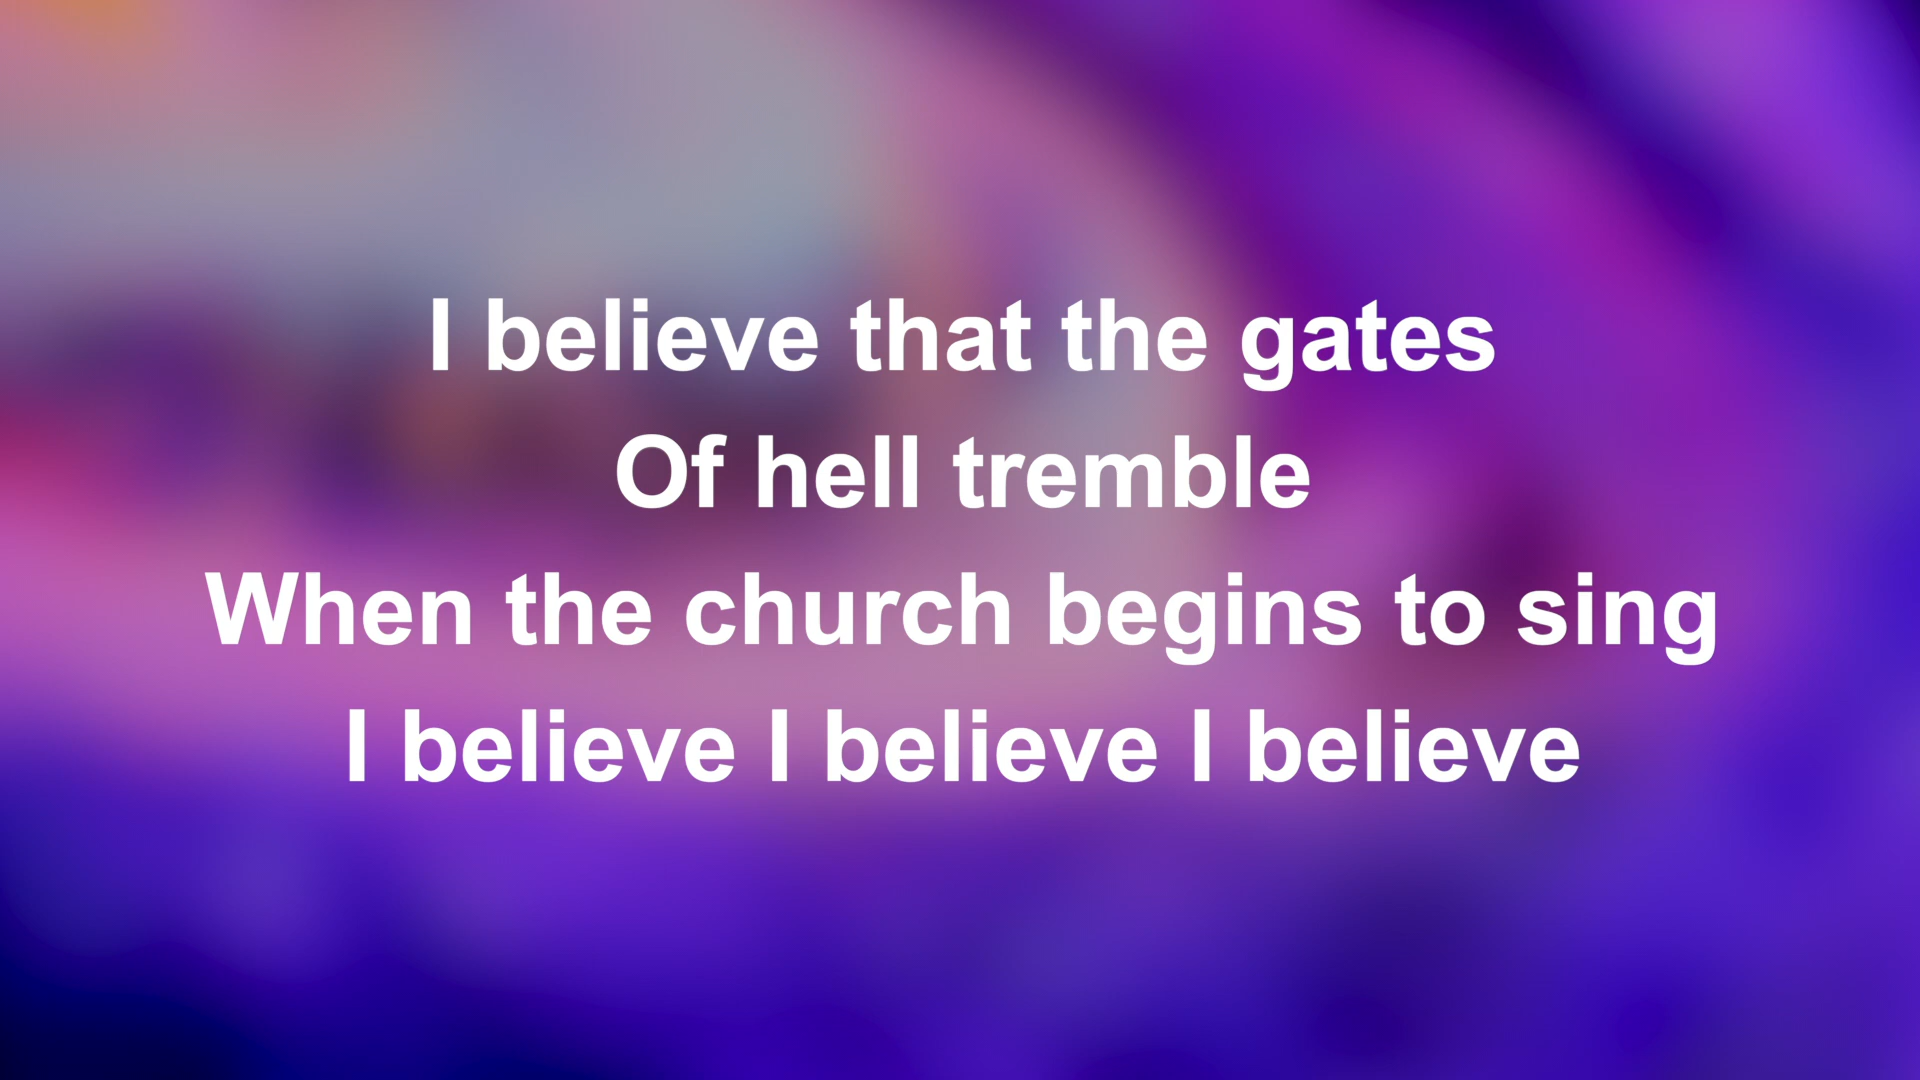 I believe that the gates
Of hell tremble
When the church begins to sing
I believe I believe I believe